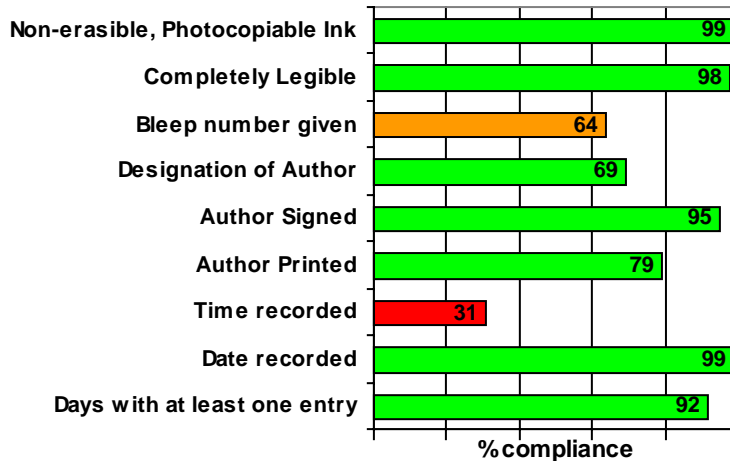 Non-erasible, Photocopiable Ink 99
Completely Legible 98
Bleep number given 64
Designation of Author 69
Author Signed 95
Author Printed 79
Time recorded 31
Date recorded 99
Days with at least one entry 92
% compliance